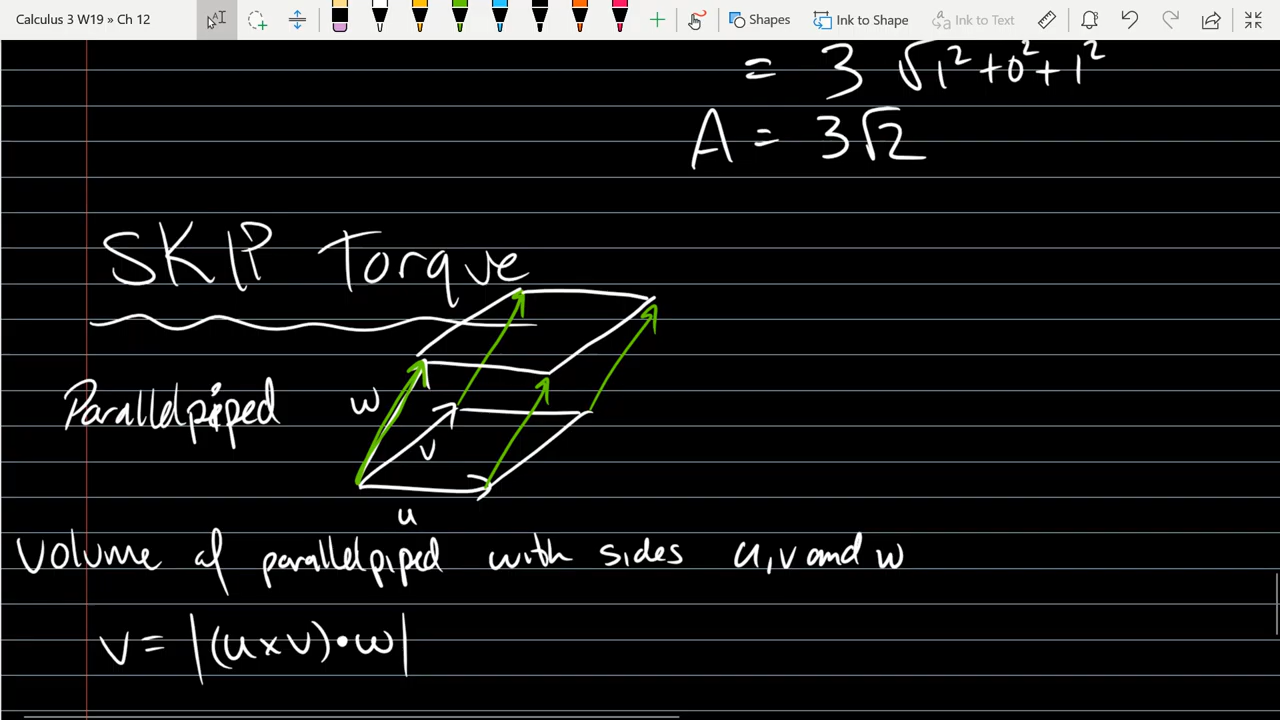 Calculus 3 W19 » Ch 12
Shapes
Ink to Shape
Ink to Text
= 3 √1²+0²+1²
A = 3√2
SKIP Torque
Parallelpiped
w
v
u
Volume of parallelpiped with sides u, v and w
V = |(u×v)•w|